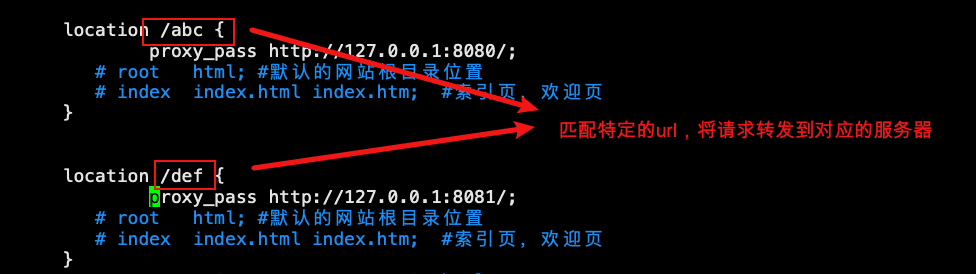 location /abc {
proxy_pass http://127.0.0.1:8080/;
# root   html; #默认的网站根目录位置
# index  index.html index.htm;  #索引页，欢迎页
}
匹配特定的url，将请求转发到对应的服务器
location /def {
proxy_pass http://127.0.0.1:8081/;
# root   html; #默认的网站根目录位置
# index  index.html index.htm;  #索引页，欢迎页
}